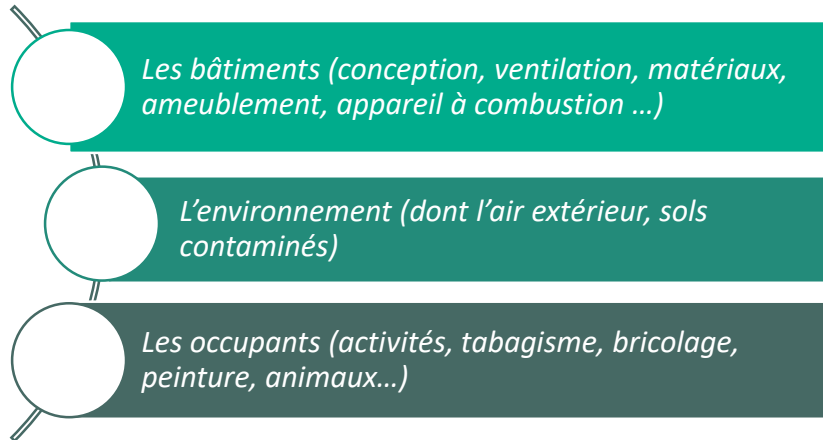 Les bâtiments (conception, ventilation, matériaux,
ameublement, appareil à combustion …)
L’environnement (dont l’air extérieur, sols
contaminés)
Les occupants (activités, tabagisme, bricolage,
peinture, animaux…)